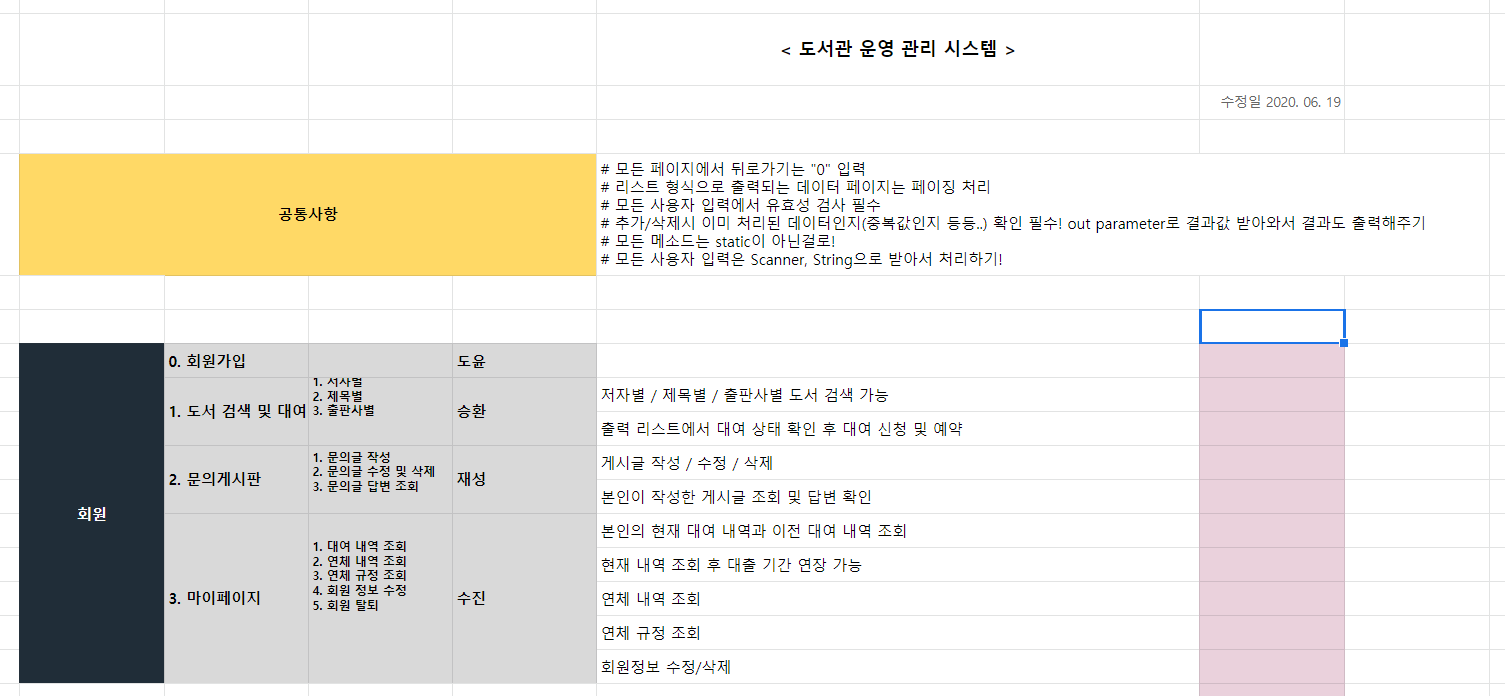 < 도서관 운영 관리 시스템 >
수정일 2020. 06. 19
공통사항
# 모든 페이지에서 뒤로가기는 "0" 입력
# 리스트 형식으로 출력되는 데이터 페이지는 페이징 처리
# 모든 사용자 입력에서 유효성 검사 필수
# 추가/삭제시 이미 처리된 데이터인지(중복값인지 등등..) 확인 필수! out parameter로 결과값 받아와서 결과도 출력해주기
# 모든 메소드는 static이 아닌걸로!
# 모든 사용자 입력은 Scanner, String으로 받아서 처리하기!
회원
0. 회원가입
도윤
1. 도서 검색 및 대여
1. 저자별
2. 제목별
3. 출판사별
승환
저자별 / 제목별 / 출판사별 도서 검색 가능
출력 리스트에서 대여 상태 확인 후 대여 신청 및 예약
2. 문의게시판
1. 문의글 작성
2. 문의글 수정 및 삭제
3. 문의글 답변 조회
재성
게시글 작성 / 수정 / 삭제
본인이 작성한 게시글 조회 및 답변 확인
3. 마이페이지
1. 대여 내역 조회
2. 연체 내역 조회
3. 연체 규정 조회
4. 회원 정보 수정
5. 회원 탈퇴
수진
본인의 현재 대여 내역과 이전 대여 내역 조회
현재 내역 조회 후 대출 기간 연장 가능
연체 내역 조회
연체 규정 조회
회원정보 수정/삭제